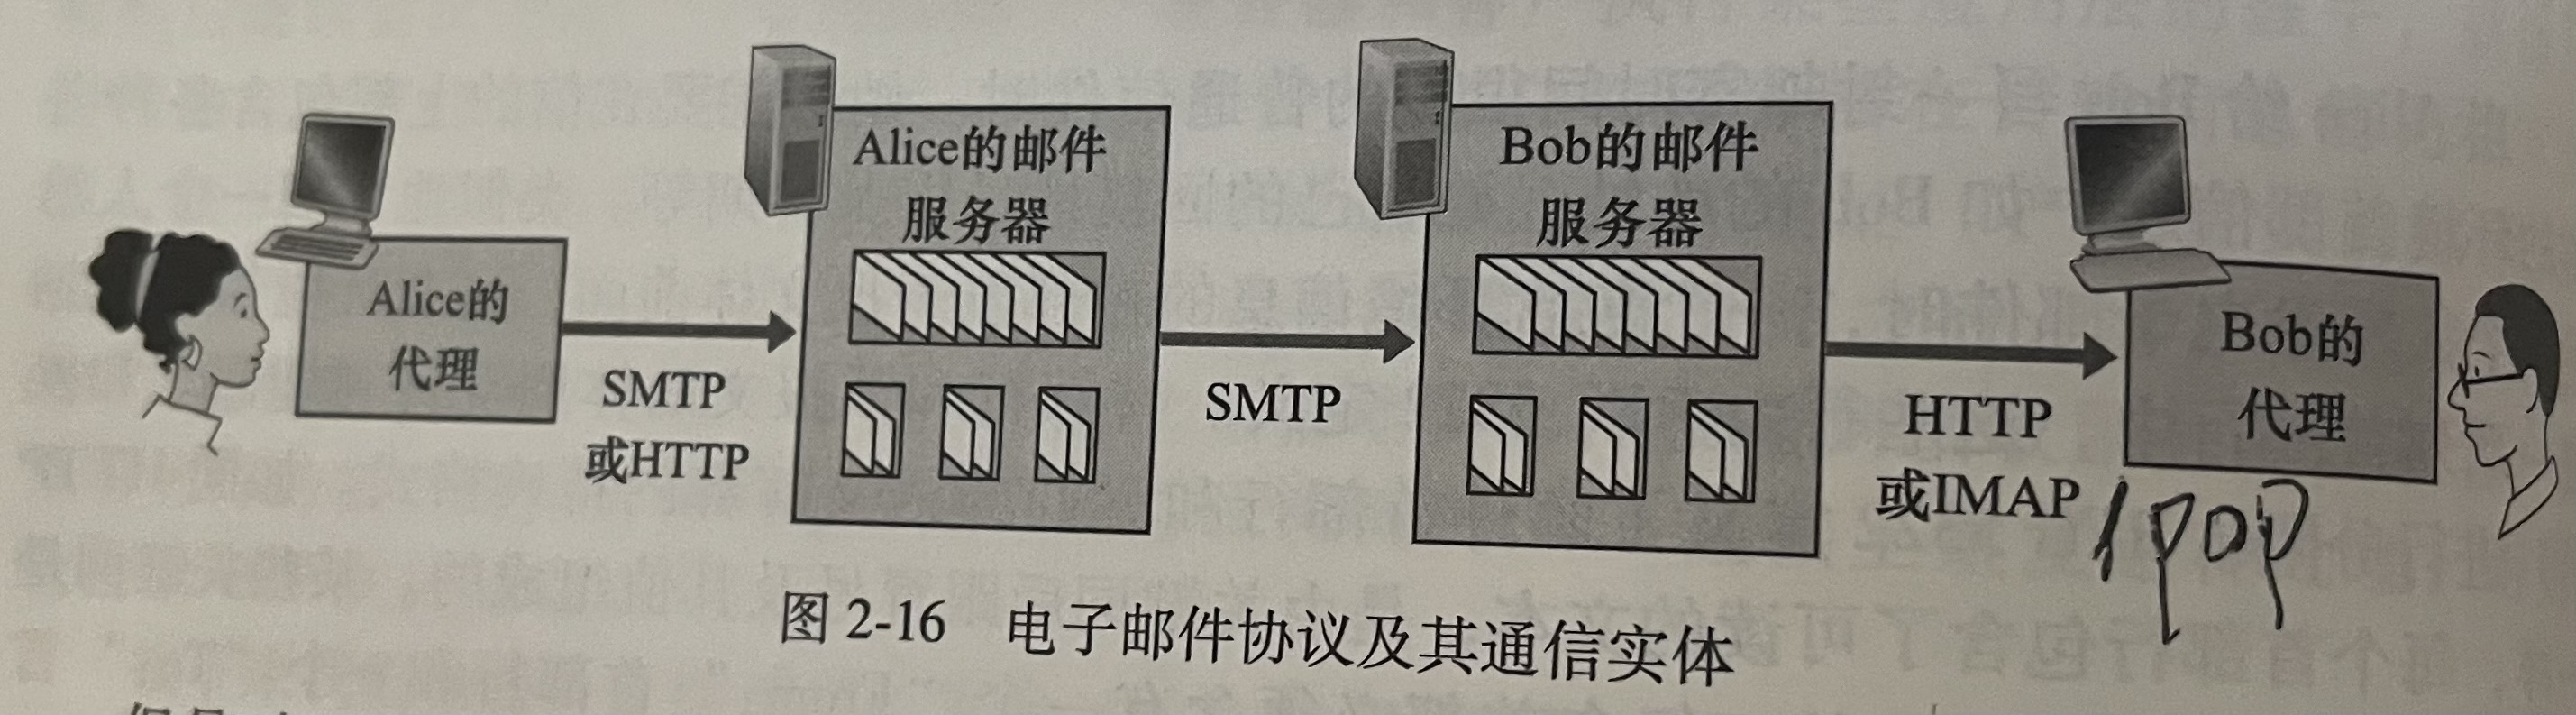 Alice的
代理
SMTP
或HTTP
Alice的邮件
服务器
SMTP
Bob的邮件
服务器
HTTP
或IMAP
/POP
Bob的
代理
图 2-16 电子邮件协议及其通信实体